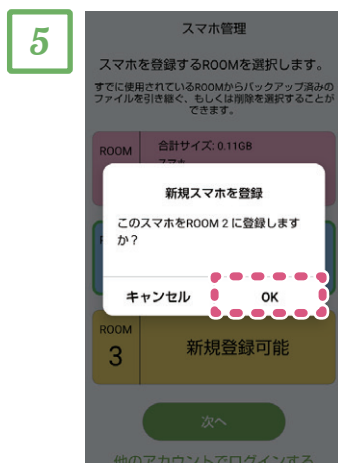 5
スマホ管理
スマホを登録するROOMを選択します。
すでに使用されているROOMからバックアップ済みの
ファイルを引き継ぐ、もしくは削除を選択することが
できます。
ROOM
合計サイズ: 0.11GB
新規スマホを登録
このスマホをROOM 2 に登録します
か？
キャンセル
OK
ROOM
3
新規登録可能
次へ
他のアカウントでログインする